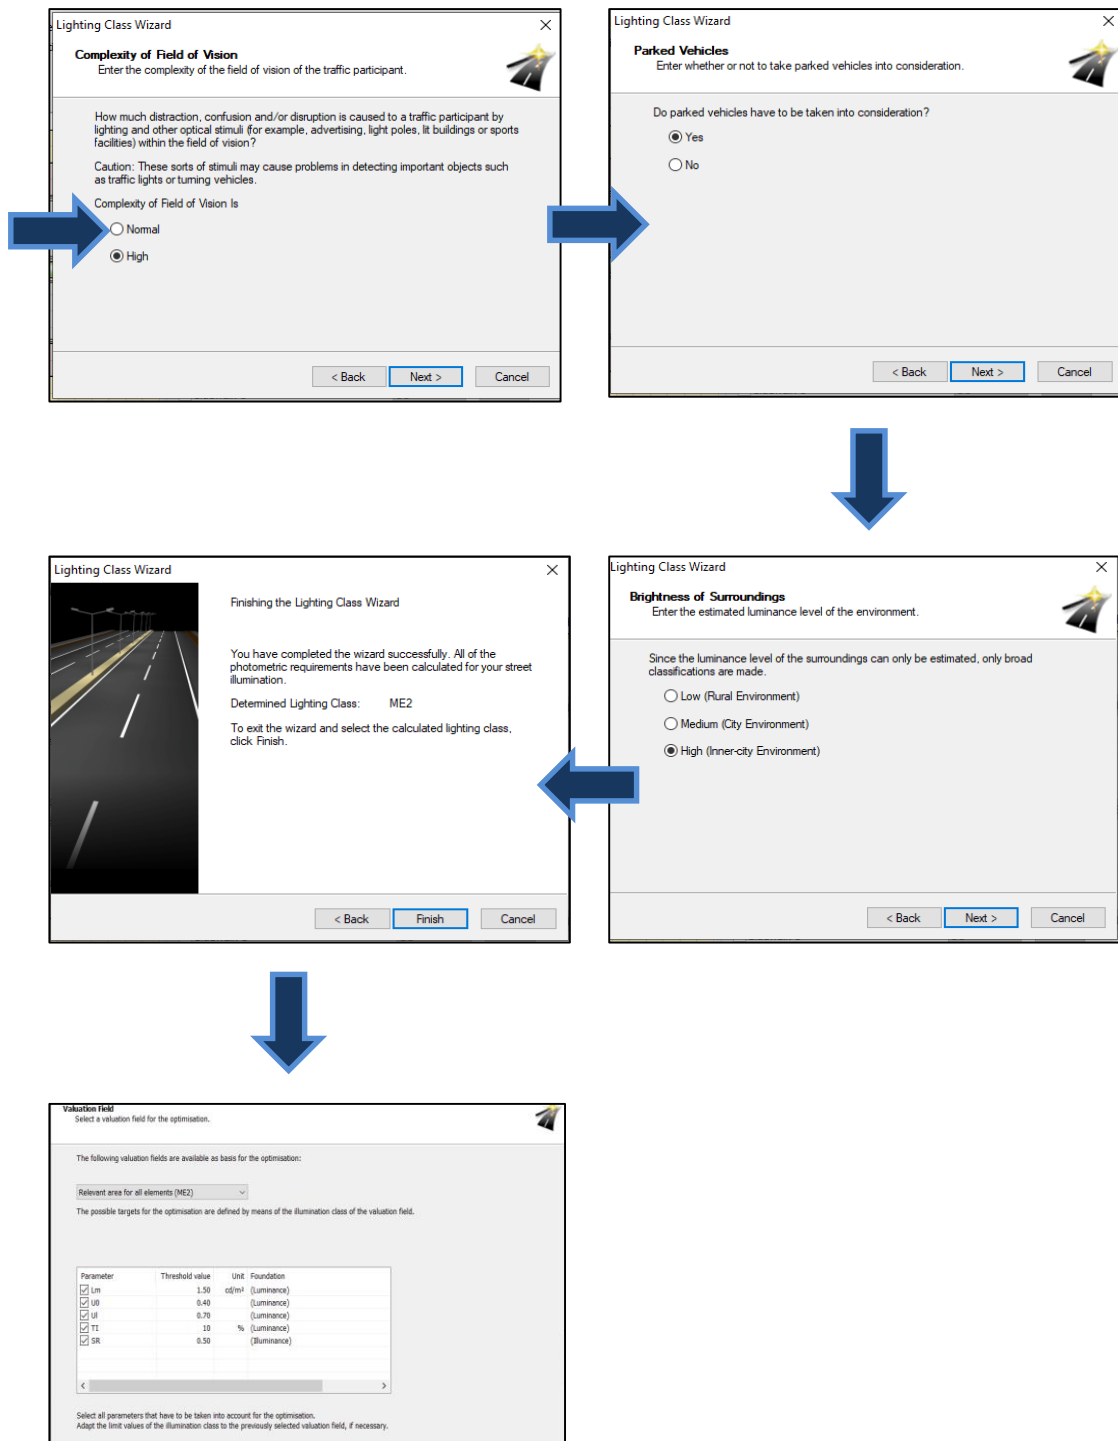 Lighting Class Wizard
Complexity of Field of Vision
Enter the complexity of the field of vision of the traffic participant.
How much distraction, confusion and/or disruption is caused to a traffic participant by
lighting and other optical stimuli (for example, advertising, light poles, lit buildings or sports
facilities) within the field of vision?
Caution: These sorts of stimuli may cause problems in detecting important objects such
as traffic lights or turning vehicles.
Complexity of Field of Vision Is
Normal
High
< Back Next > Cancel
Lighting Class Wizard
Parked Vehicles
Enter whether or not to take parked vehicles into consideration.
Do parked vehicles have to be taken into consideration?
Yes
No
< Back Next > Cancel
Lighting Class Wizard
Brightness of Surroundings
Enter the estimated luminance level of the environment.
Since the luminance level of the surroundings can only be estimated, only broad
classifications are made.
Low (Rural Environment)
Medium (City Environment)
High (Inner-city Environment)
< Back Next > Cancel
Lighting Class Wizard
Finishing the Lighting Class Wizard
You have completed the wizard successfully. All of the
photometric requirements have been calculated for your street
illumination.
Determined Lighting Class: ME2
To exit the wizard and select the calculated lighting class,
click Finish.
< Back Finish Cancel
Valuation Field
Select a valuation field for the optimisation.
The following valuation fields are available as basis for the optimisation:
Relevant area for all elements (ME2)
The possible targets for the optimisation are defined by means of the illumination class of the valuation field.
Parameter Threshold value Unit Foundation
Lm 1.50 cd/m² (Luminance)
U0 0.40 (Luminance)
Ul 0.70 (Luminance)
TI 10 % (Luminance)
SR 0.50 (Illuminance)
Select all parameters that have to be taken into account for the optimisation.
Adapt the limit values of the illumination class to the previously selected valuation field, if necessary.